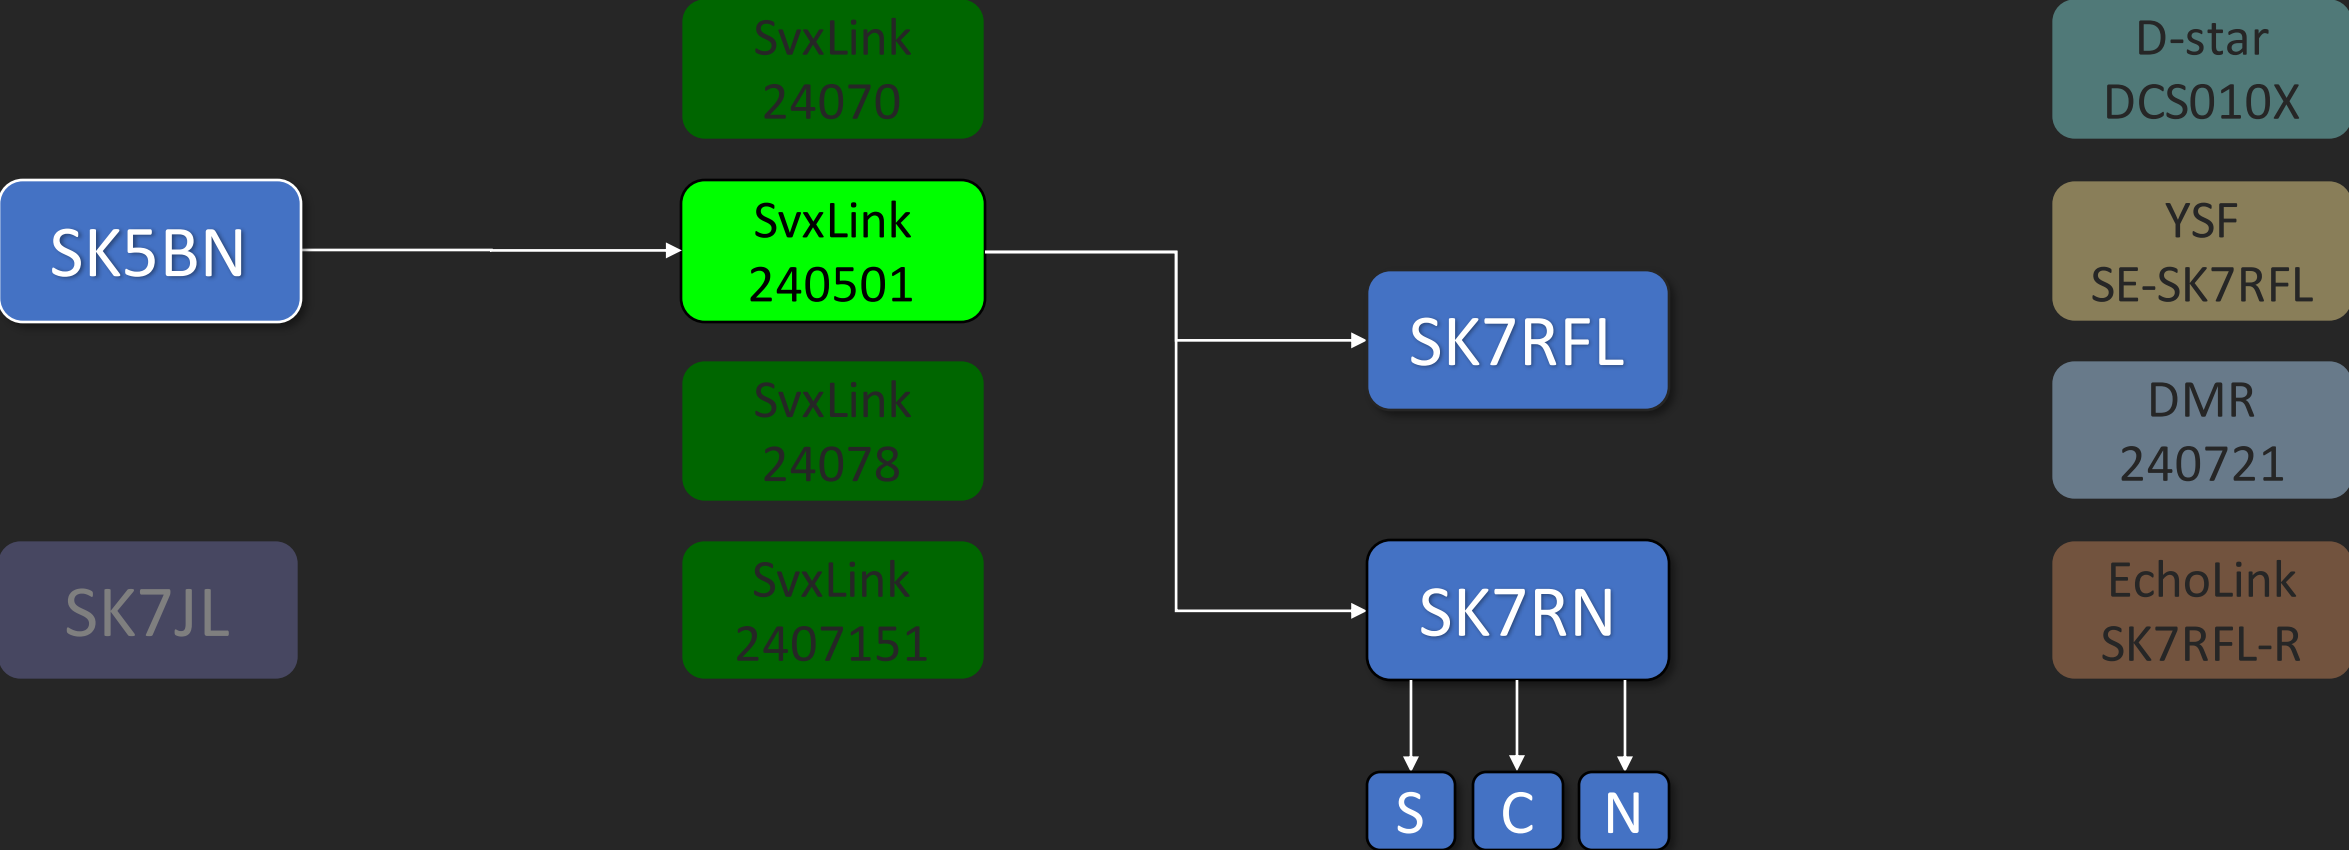 SvxLink
24070
D-star
DCS010X
SK5BN
SvxLink
240501
YSF
SE-SK7RFL
SK7RFL
SvxLink
24078
DMR
240721
SK7JL
SvxLink
2407151
SK7RN
EchoLink
SK7RFL-R
S
C
N